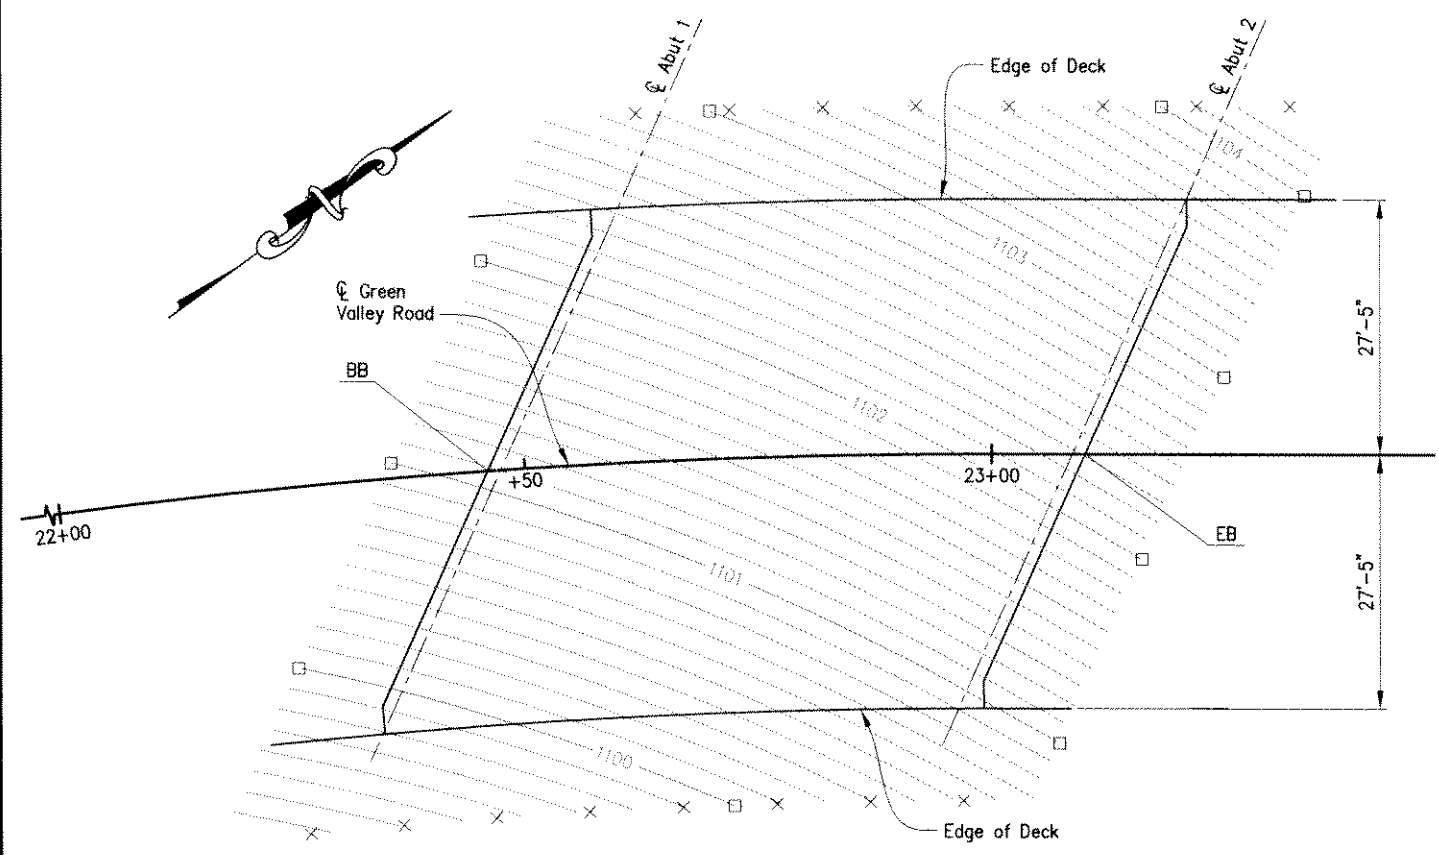 ℄ Abut 1
℄ Abut 2
Edge of Deck
1104
1103
℄ Green
Valley Road
27'-5"
BB
1102
+50
23+00
22+00
EB
1101
27'-5"
1100
Edge of Deck